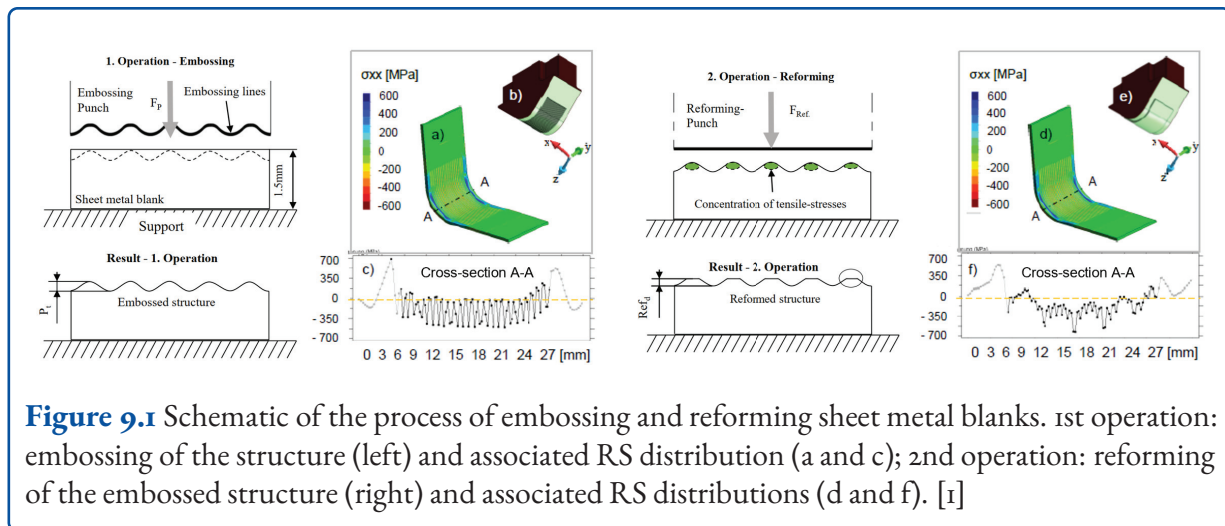 1. Operation - Embossing
Embossing
Punch
F_P
Embossing lines
Sheet metal blank
1.5mm
Support
Result - 1. Operation
P_t
Embossed structure
σxx [MPa]
600
400
200
0
-200
-400
-600
a)
b)
x
y
z
A
A
c)
Cross-section A-A
700
350
0
-350
-700
0 3 6 9 12 15 18 21 24 27 [mm]
2. Operation - Reforming
Reforming-
Punch
F_Ref.
Concentration of tensile-stresses
Result - 2. Operation
Ref_d
Reformed structure
σxx [MPa]
600
400
200
0
-200
-400
-600
d)
e)
y
z
A
A
f)
Cross-section A-A
700
350
0
-350
-700
0 3 6 9 12 15 18 21 24 27 [mm]
Figure 9.1 Schematic of the process of embossing and reforming sheet metal blanks. 1st operation:
embossing of the structure (left) and associated RS distribution (a and c); 2nd operation: reforming
of the embossed structure (right) and associated RS distributions (d and f). [1]